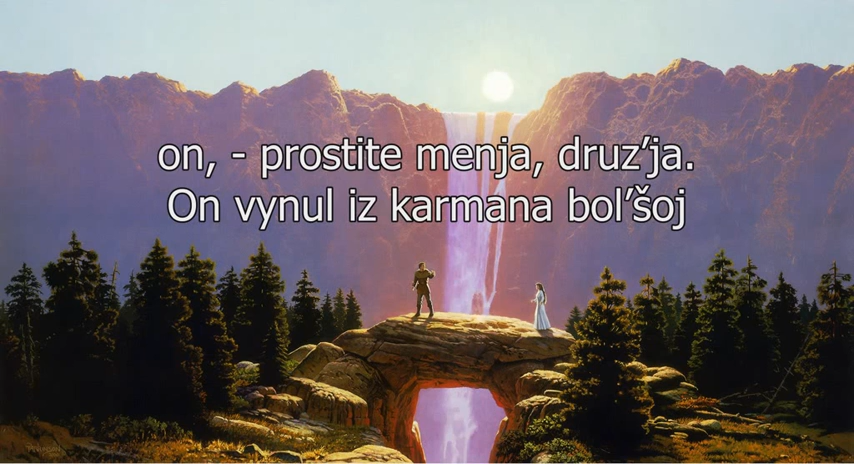 on, - prostite menja, druz'ja.
On vynul iz karmana bol'šoj